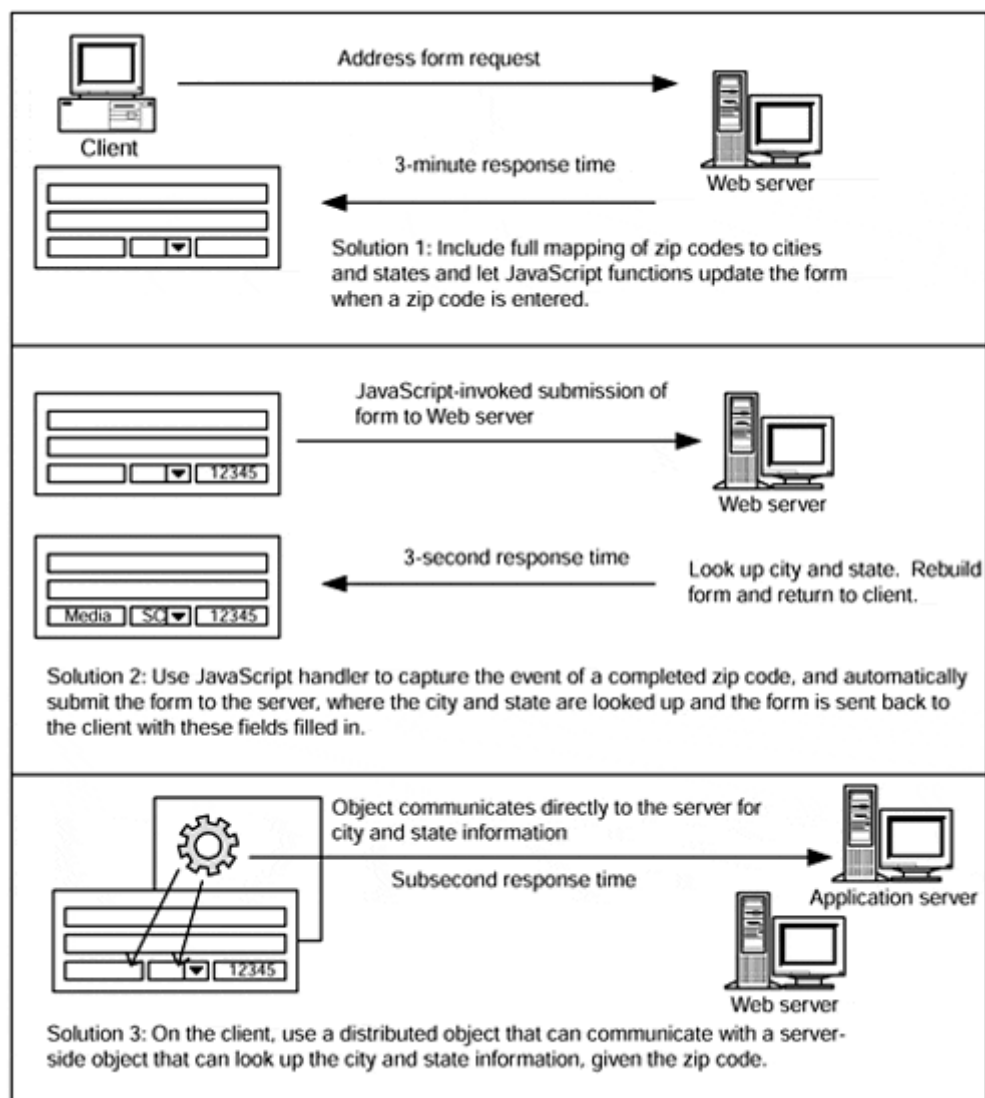 Address form request
Client
3-minute response time
Web server
Solution 1: Include full mapping of zip codes to cities
and states and let JavaScript functions update the form
when a zip code is entered.
JavaScript-invoked submission of
form to Web server
12345
Web server
3-second response time
Look up city and state. Rebuild
form and return to client.
Media SC 12345
Solution 2: Use JavaScript handler to capture the event of a completed zip code, and automatically
submit the form to the server, where the city and state are looked up and the form is sent back to
the client with these fields filled in.
Object communicates directly to the server for
city and state information
Subsecond response time
Application server
12345
Web server
Solution 3: On the client, use a distributed object that can communicate with a server-
side object that can look up the city and state information, given the zip code.